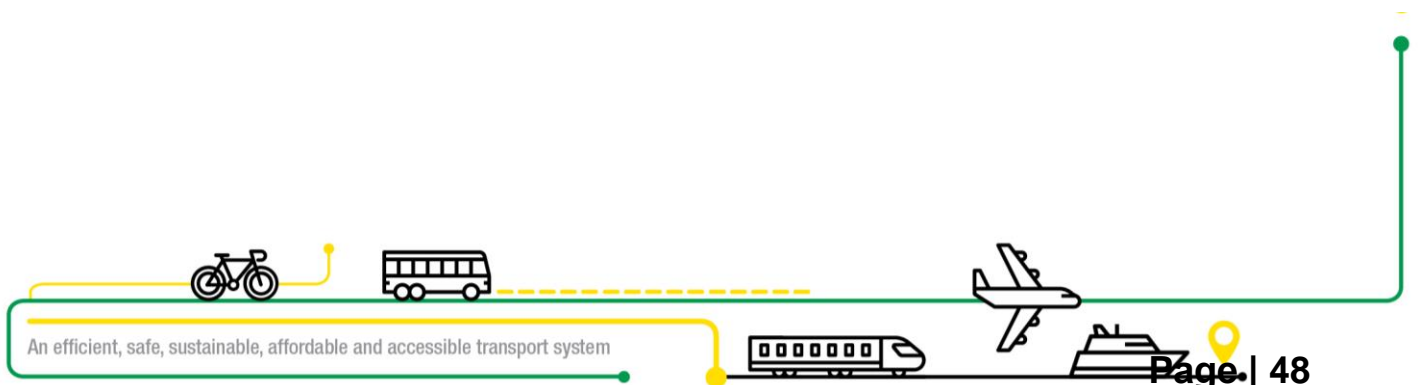 An efficient, safe, sustainable, affordable and accessible transport system
Page | 48